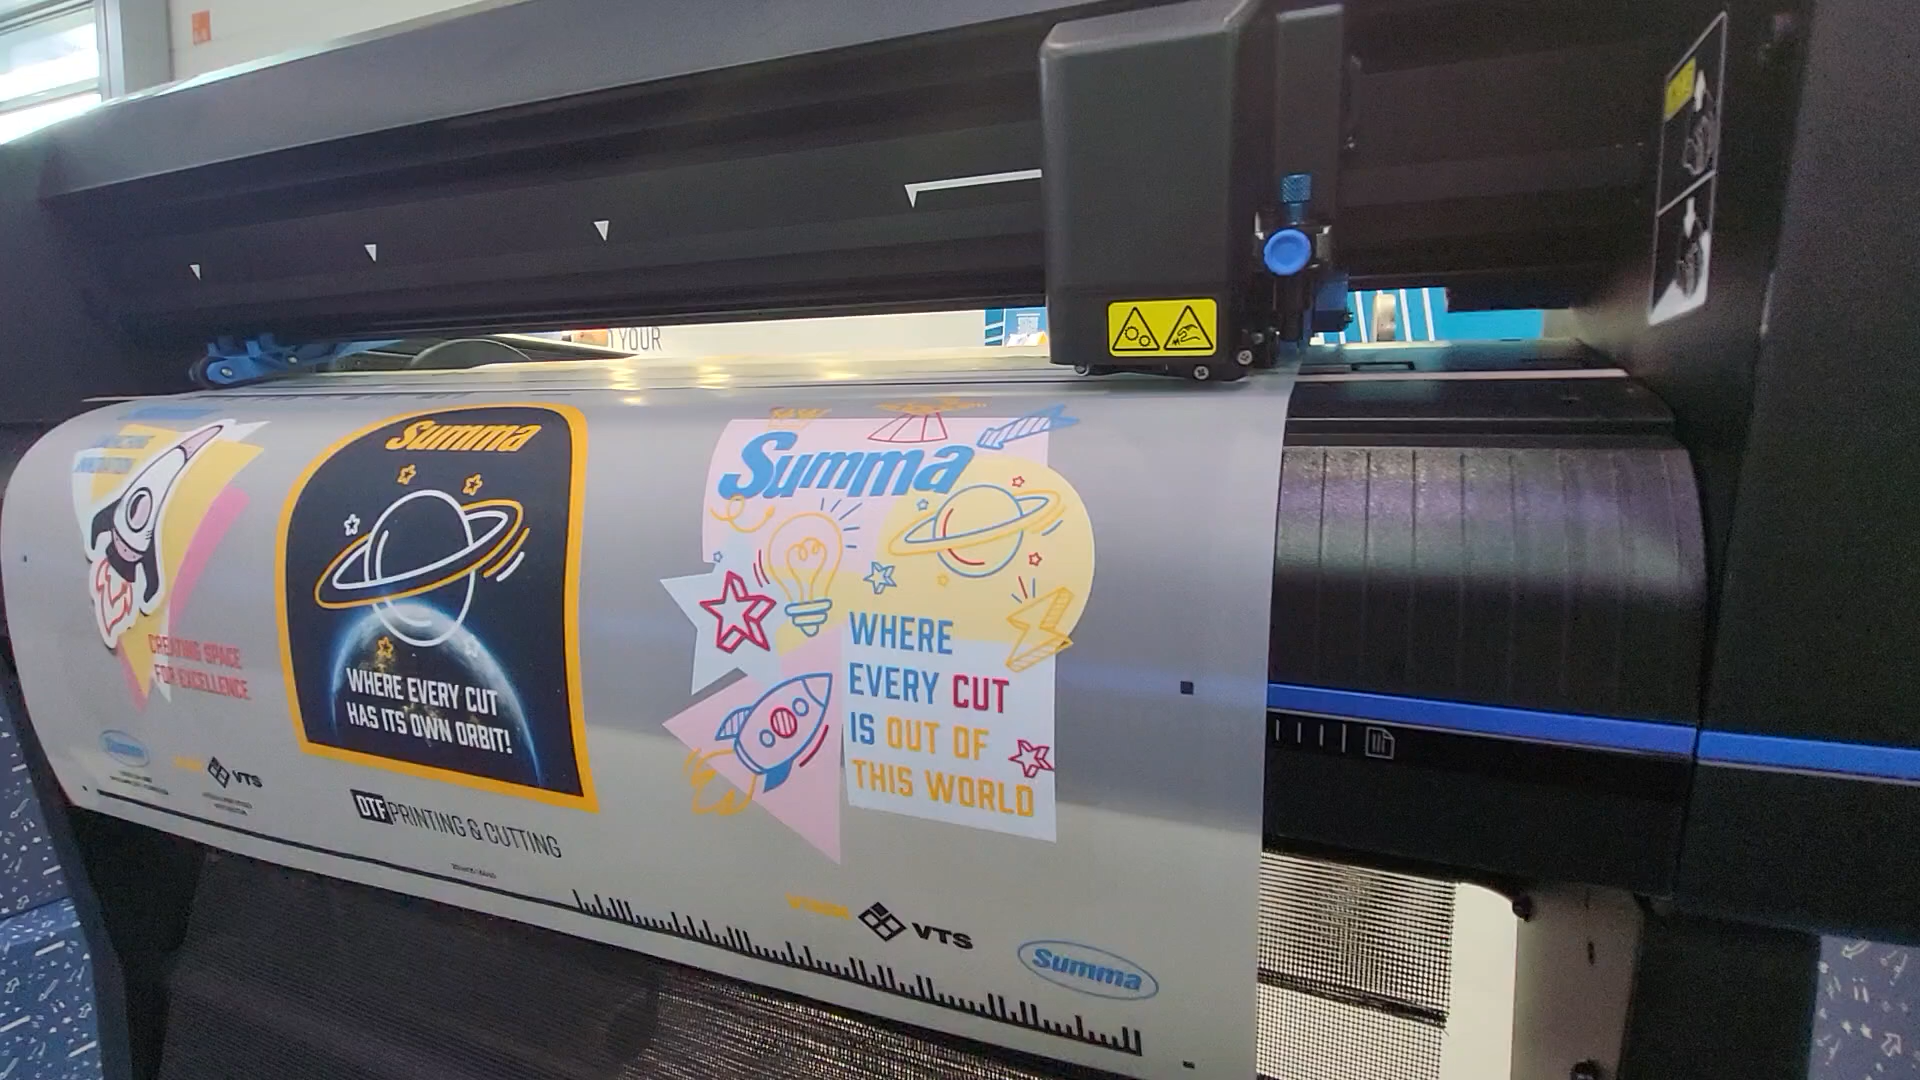 YOUR
Summa
WHERE EVERY CUT
HAS ITS OWN ORBIT!
DTF PRINTING & CUTTING
Summa
WHERE
EVERY CUT
IS OUT OF
THIS WORLD
CREATING SPACE
FOR EXCELLENCE
Summa
VTS
VTS
Summa